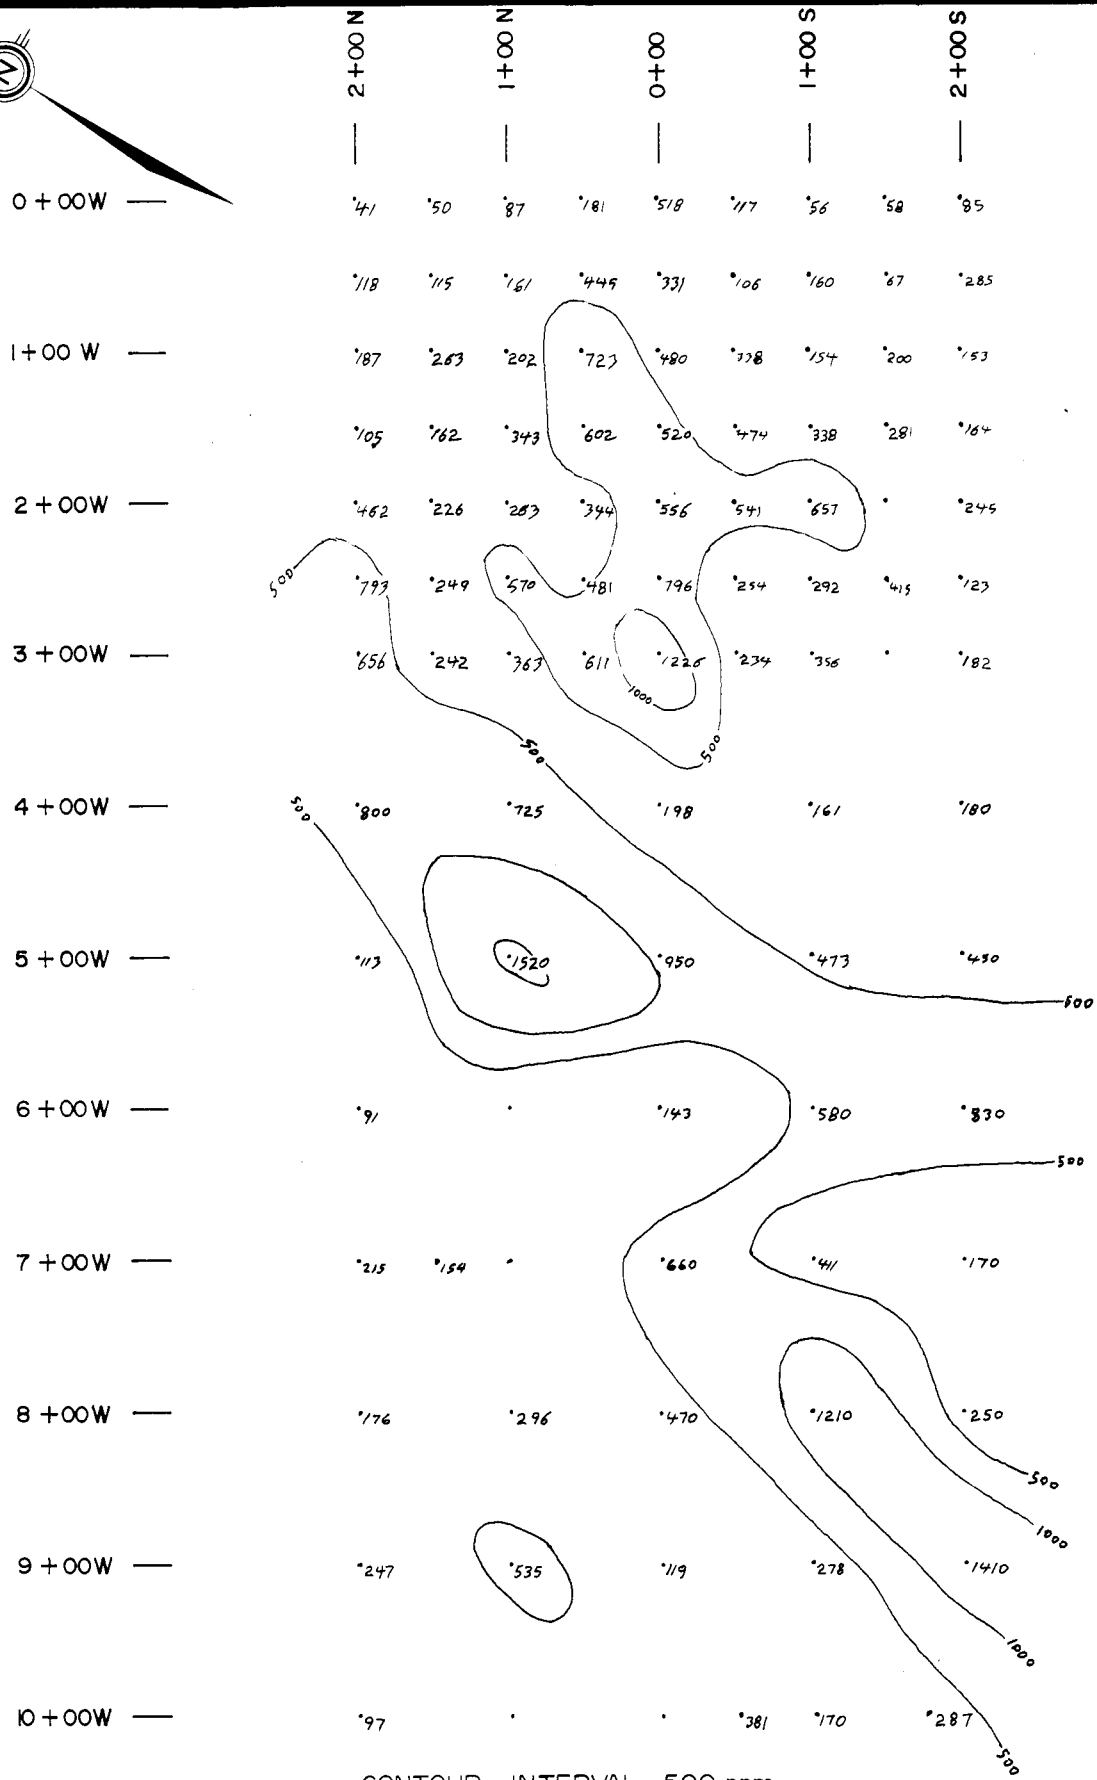 N
2+00 N 1+00 N 0+00 1+00 S 2+00 S
0+00W 41 50 87 181 518 117 56 58 85
118 115 161 445 331 106 160 67 285
1+00 W 187 263 202 723 480 338 154 200 153
105 162 343 602 520 474 338 281 164
2+00W 462 226 263 344 556 541 657 245
500 793 249 570 481 796 254 292 415 123
3+00W 656 242 363 611 1226 234 356 182
1000
500 500
4+00W 500 800 725 198 161 180
5+00W 113 1520 950 473 450
500
6+00W 91 143 580 830
500
7+00W 215 154 660 411 170
8+00W 176 296 470 1210 250
500
1000
9+00W 247 535 119 278 1410
1000
10+00W 97 381 170 287
500
CONTOUR INTERVAL 500 ppm